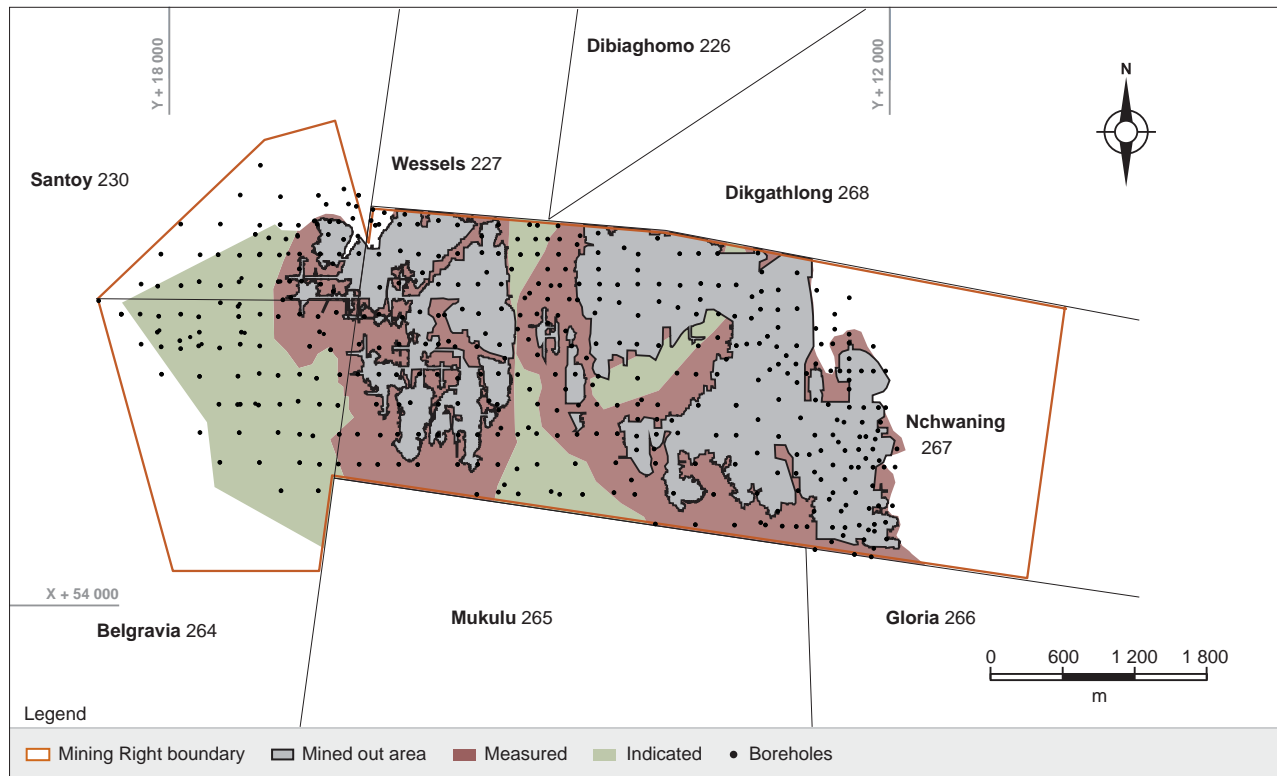 Dibiaghomo 226
Y + 18 000
Y + 12 000
N
Wessels 227
Santoy 230
Dikgathlong 268
Nchwaning
267
X + 54 000
Belgravia 264
Mukulu 265
Gloria 266
0 600 1 200 1 800
m
Legend
Mining Right boundary Mined out area Measured Indicated Boreholes